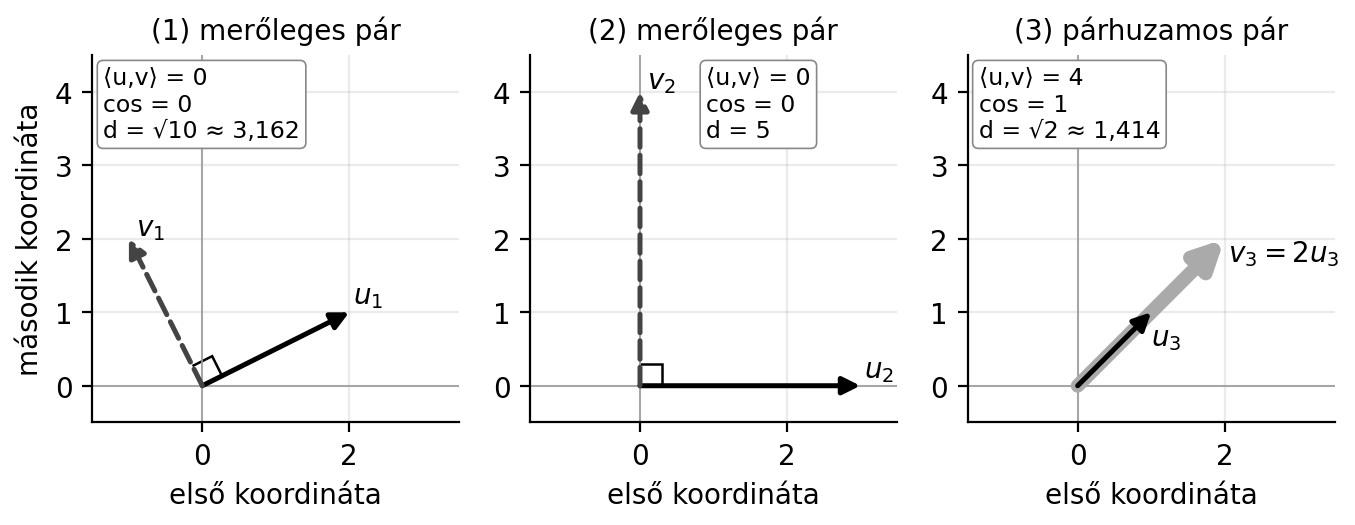 (1) merőleges pár
(2) merőleges pár
(3) párhuzamos pár
⟨u,v⟩ = 0
cos = 0
d = √10 ≈ 3,162
v₂
⟨u,v⟩ = 0
cos = 0
d = 5
⟨u,v⟩ = 4
cos = 1
d = √2 ≈ 1,414
második koordináta
4
3
2
1
0
v₁
u₁
0
2
első koordináta
4
3
2
1
0
u₂
0
2
első koordináta
4
3
2
1
0
v₃ = 2u₃
u₃
0
2
első koordináta